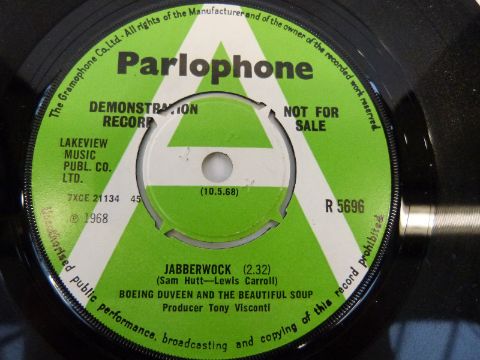 The Gramophone Co., Ltd.-All rights of the Manufacturer and of the owner of the recorded work reserved.
Parlophone
DEMONSTRATION
RECORD
NOT FOR
SALE
LAKEVIEW
MUSIC
PUBL. CO.
LTD.
7XCE 21134 45
(10.5.68)
R 5696
℗ 1968
JABBERWOCK (2.32)
(Sam Hutt—Lewis Carroll)
BOEING DUVEEN AND THE BEAUTIFUL SOUP
Producer Tony Visconti
Unauthorised public performance, broadcasting and copying of this record prohibited